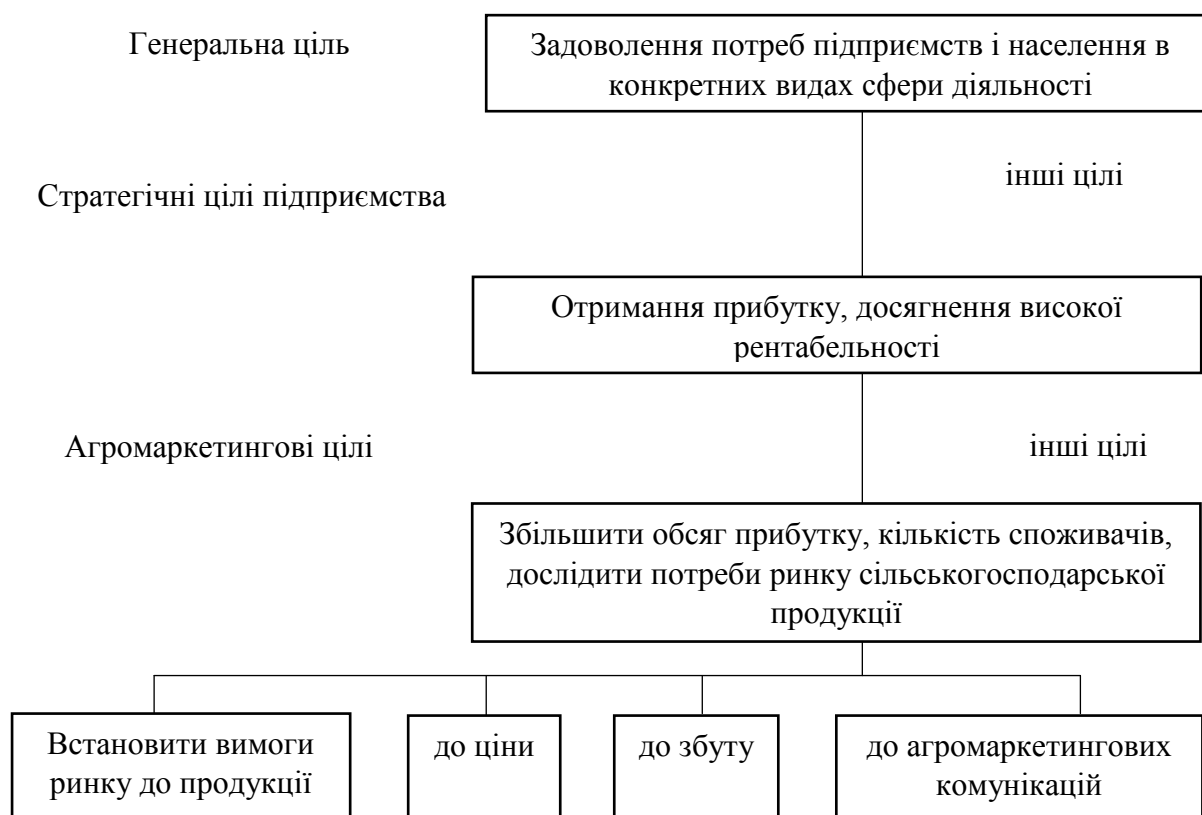 Генеральна ціль
Задоволення потреб підприємств і населення в
конкретних видах сфери діяльності
інші цілі
Стратегічні цілі підприємства
Отримання прибутку, досягнення високої
рентабельності
Агромаркетингові цілі
інші цілі
Збільшити обсяг прибутку, кількість споживачів,
дослідити потреби ринку сільськогосподарської
продукції
Встановити вимоги
ринку до продукції
до ціни
до збуту
до агромаркетингових
комунікацій